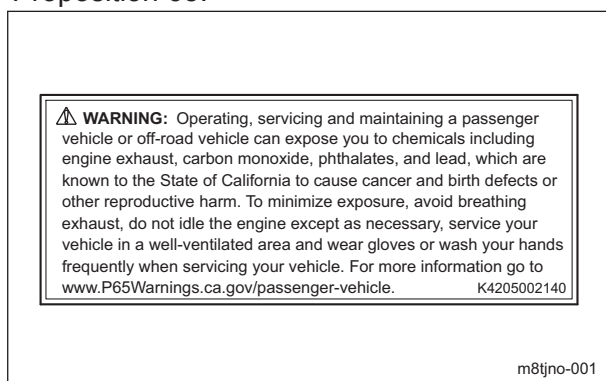 ⚠ WARNING: Operating, servicing and maintaining a passenger
vehicle or off-road vehicle can expose you to chemicals including
engine exhaust, carbon monoxide, phthalates, and lead, which are
known to the State of California to cause cancer and birth defects or
other reproductive harm. To minimize exposure, avoid breathing
exhaust, do not idle the engine except as necessary, service your
vehicle in a well-ventilated area and wear gloves or wash your hands
frequently when servicing your vehicle. For more information go to
www.P65Warnings.ca.gov/passenger-vehicle. K4205002140
m8tjno-001